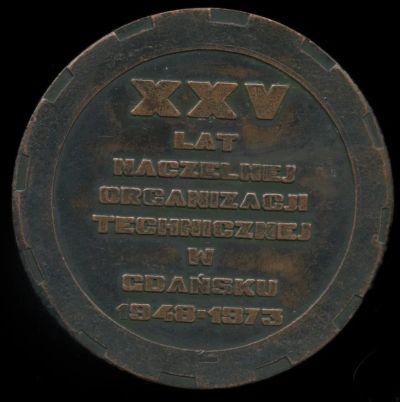 XXV
LAT
NACZELNEJ
ORGANIZACJI
TECHNICZNEJ
W
GDAŃSKU
1948-1973